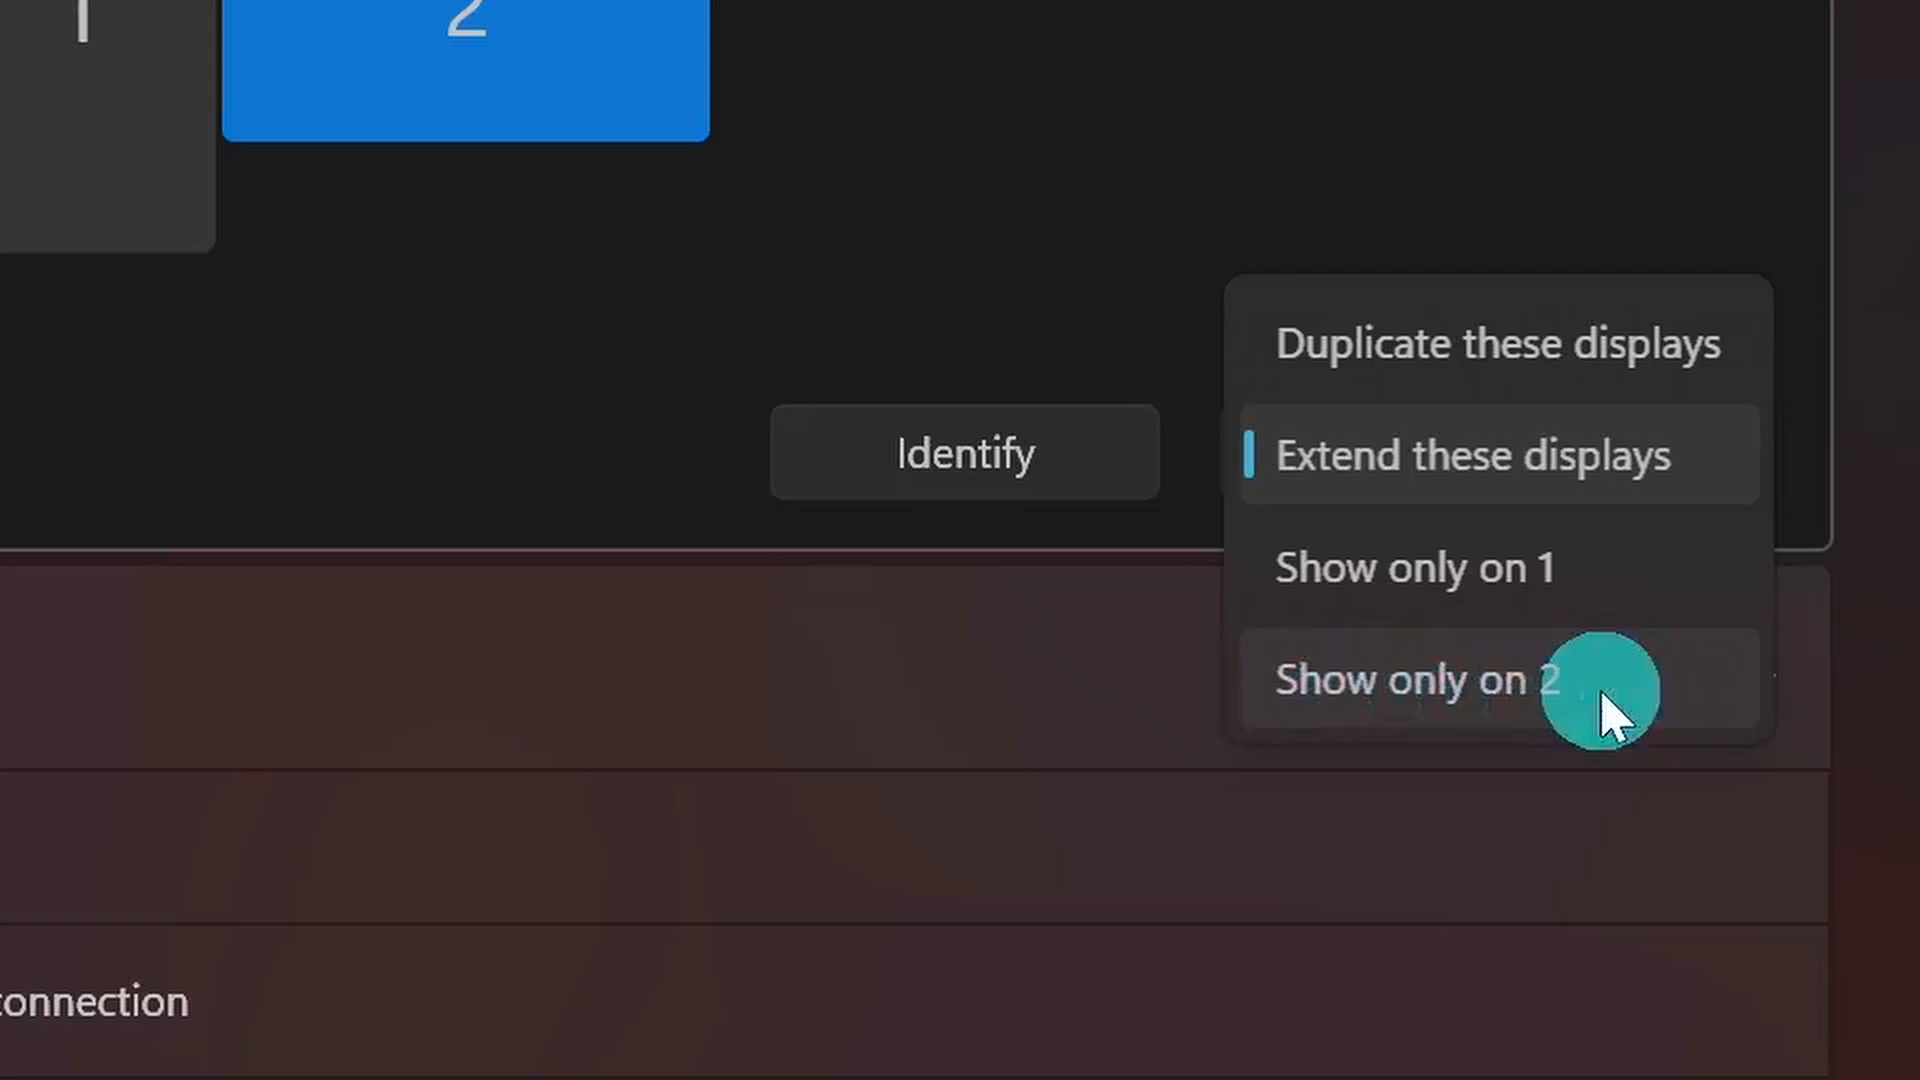 1 2
Duplicate these displays
Identify
Extend these displays
Show only on 1
Show only on 2
connection